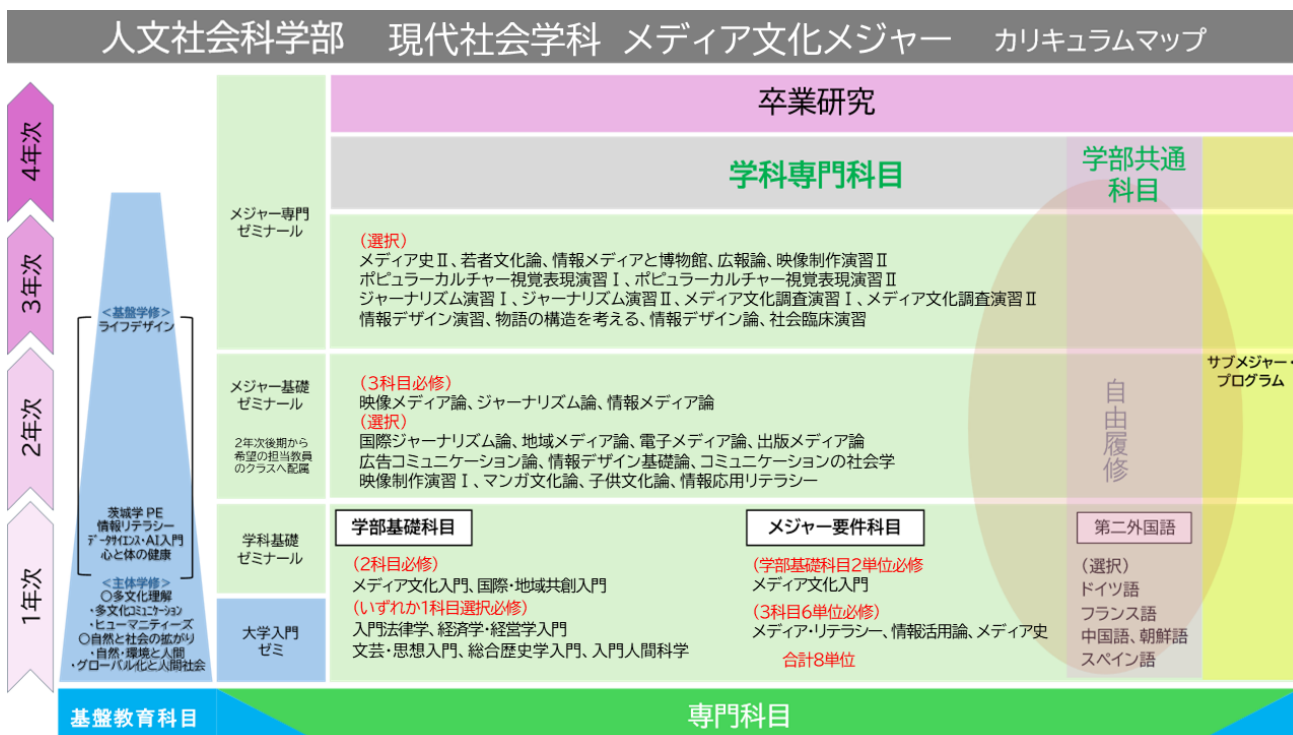 人文社会科学部 現代社会学科 メディア文化メジャー カリキュラムマップ
4年次
3年次
2年次
1年次
<基盤学修>
ライフデザイン
茨城学 PE
情報リテラシー
データサイエンス・AI入門
心と体の健康
<主体学修>
〇多文化理解
・多文化コミュニケーション
・ヒューマニティーズ
〇自然と社会の拡がり
・自然・環境と人間
・グローバル化と人間社会
メジャー専門
ゼミナール
メジャー基礎
ゼミナール
2年次後期から
希望の担当教員
のクラスへ配属
学科基礎
ゼミナール
大学入門
ゼミ
卒業研究
学科専門科目
学部共通
科目
(選択)
メディア史Ⅱ、若者文化論、情報メディアと博物館、広報論、映像制作演習Ⅱ
ポピュラーカルチャー視覚表現演習Ⅰ、ポピュラーカルチャー視覚表現演習Ⅱ
ジャーナリズム演習Ⅰ、ジャーナリズム演習Ⅱ、メディア文化調査演習Ⅰ、メディア文化調査演習Ⅱ
情報デザイン演習、物語の構造を考える、情報デザイン論、社会臨床演習
(3科目必修)
映像メディア論、ジャーナリズム論、情報メディア論
(選択)
国際ジャーナリズム論、地域メディア論、電子メディア論、出版メディア論
広告コミュニケーション論、情報デザイン基礎論、コミュニケーションの社会学
映像制作演習Ⅰ、マンガ文化論、子供文化論、情報応用リテラシー
自由履修
サブメジャー・
プログラム
学部基礎科目
(2科目必修)
メディア文化入門、国際・地域共創入門
(いずれか1科目選択必修)
入門法律学、経済学・経営学入門
文芸・思想入門、総合歴史学入門、入門人間科学
メジャー要件科目
(学部基礎科目2単位必修
メディア文化入門
(3科目6単位必修)
メディア・リテラシー、情報活用論、メディア史
合計8単位
第二外国語
(選択)
ドイツ語
フランス語
中国語、朝鮮語
スペイン語
基盤教育科目
専門科目